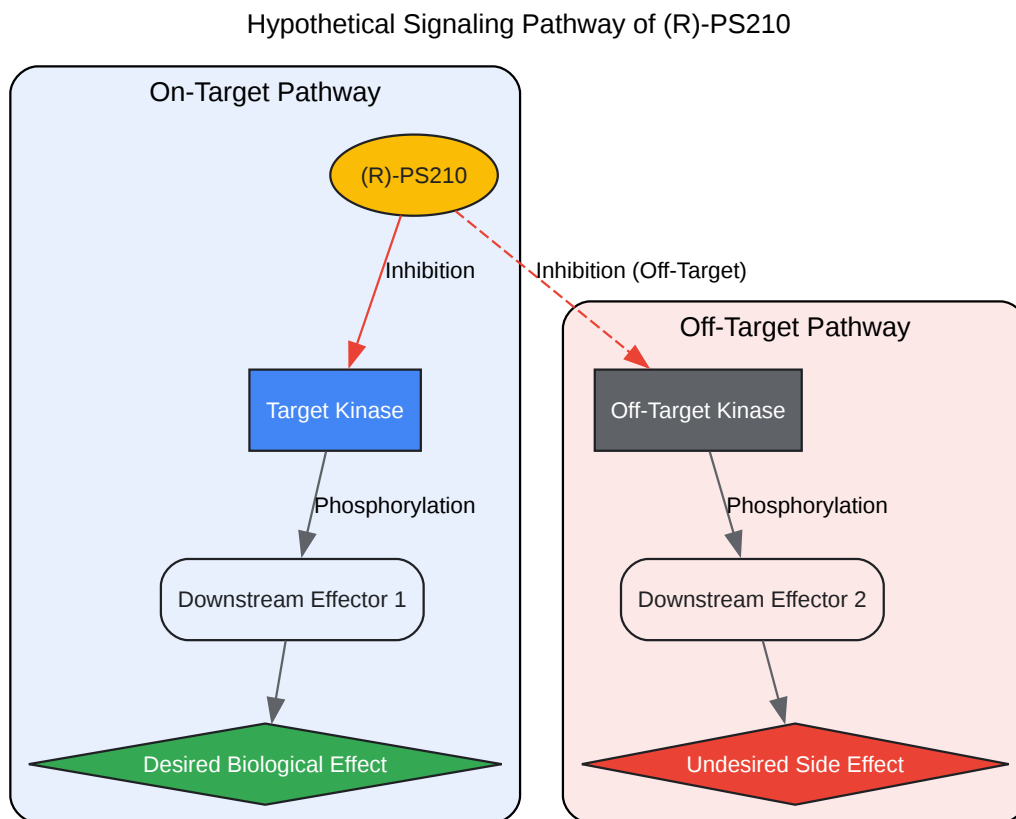 Hypothetical Signaling Pathway of (R)-PS210
On-Target Pathway
(R)-PS210
Inhibition
Inhibition (Off-Target)
Off-Target Pathway
Target Kinase
Off-Target Kinase
Phosphorylation
Phosphorylation
Downstream Effector 1
Downstream Effector 2
Desired Biological Effect
Undesired Side Effect